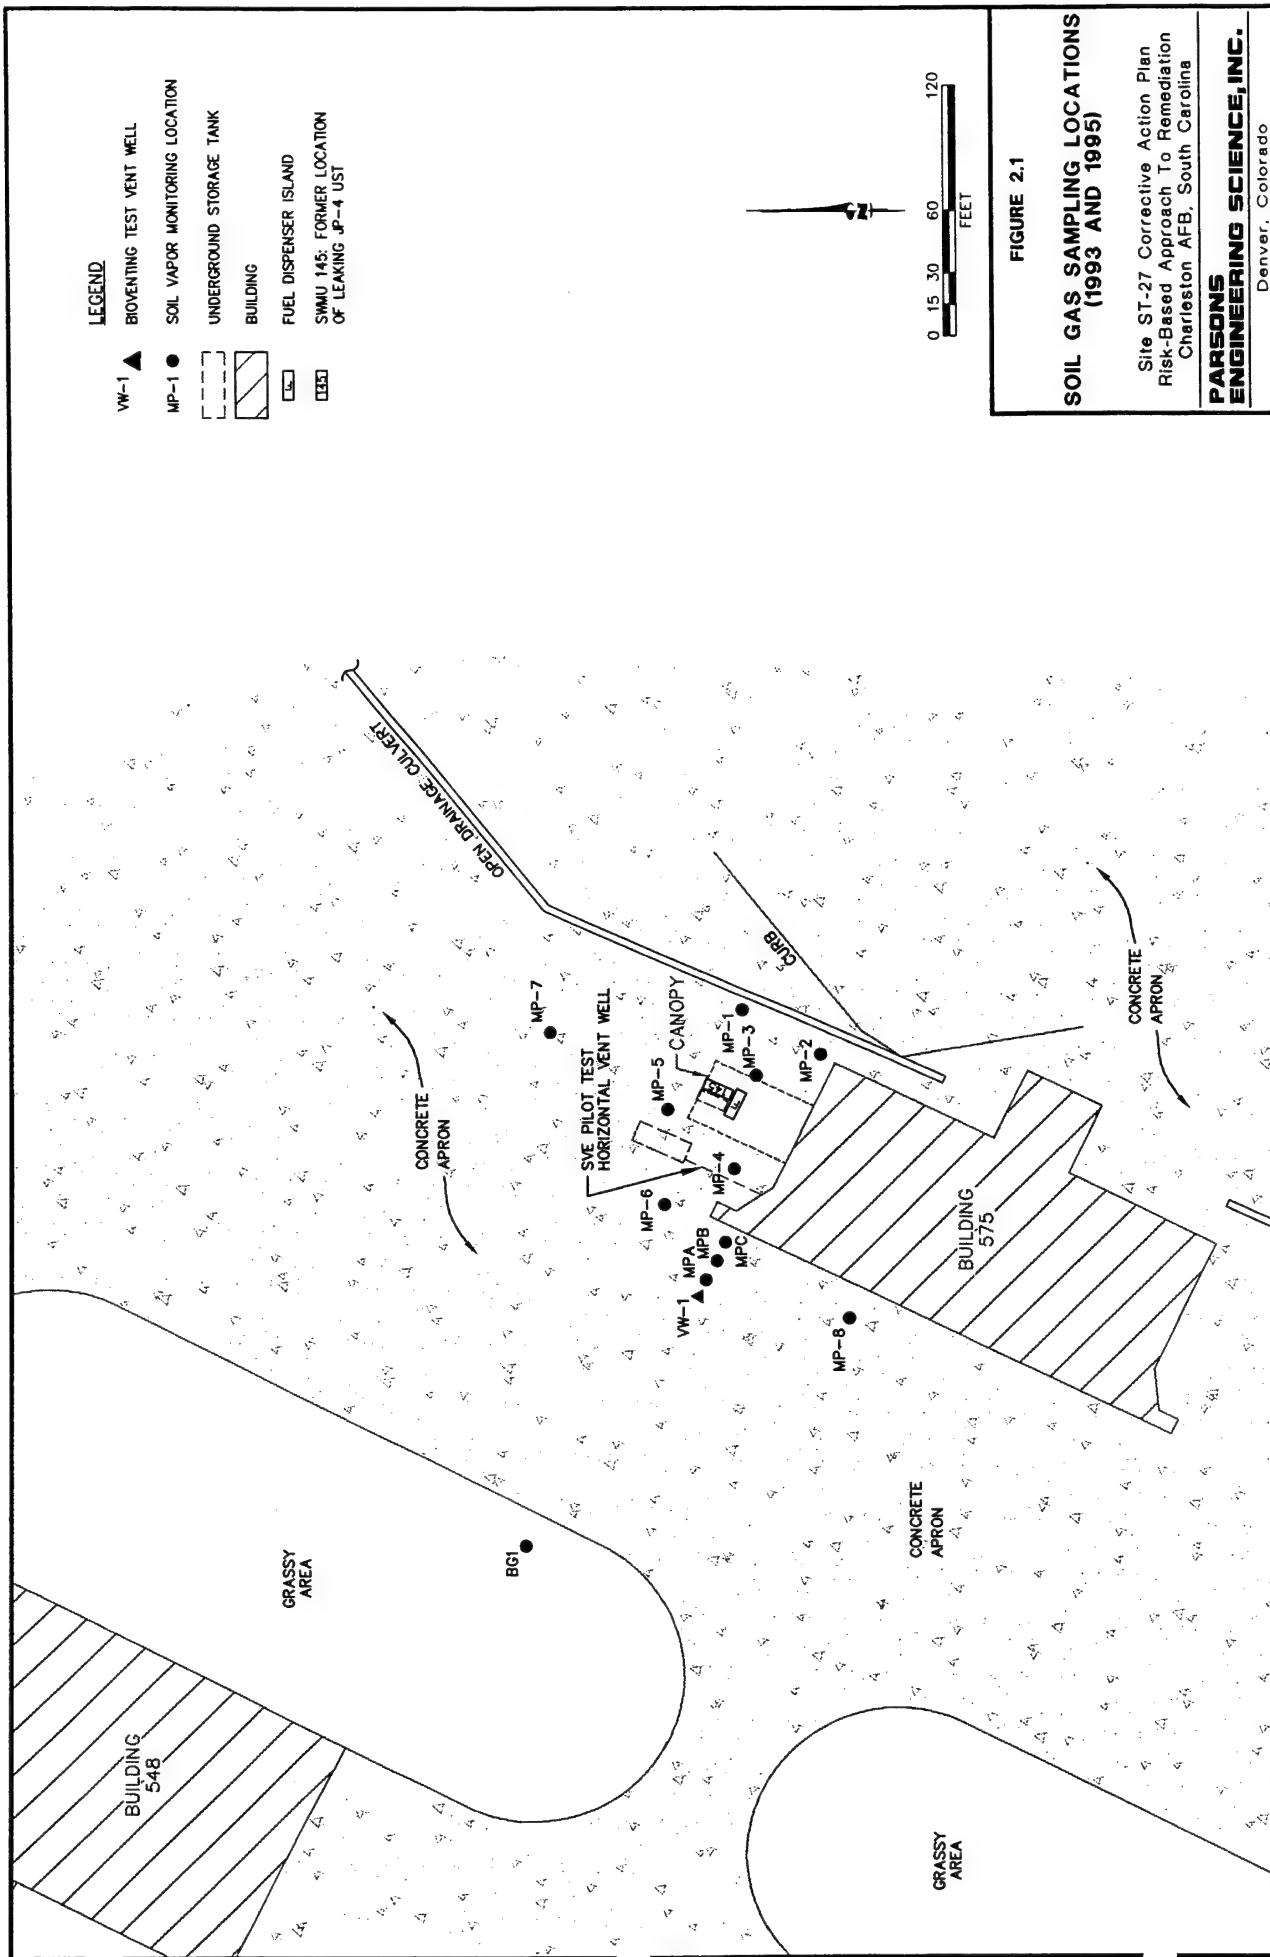 LEGEND
VW-1
BIOVENTING TEST VENT WELL
MP-1
SOIL VAPOR MONITORING LOCATION
UNDERGROUND STORAGE TANK
BUILDING
F
FUEL DISPENSER ISLAND
145
SWMU 145: FORMER LOCATION
OF LEAKING JP-4 UST
BUILDING
548
GRASSY
AREA
BG1
CONCRETE
APRON
OPEN DRAINAGE CULVERT
MP-7
SVE PILOT TEST
HORIZONTAL VENT WELL
MP-5
CANOPY
MP-6
MPA
MPB
MPC
VW-1
MP-4
145
F
MP-1
MP-3
MP-2
CURB
MP-8
BUILDING
575
CONCRETE
APRON
CONCRETE
APRON
GRASSY
AREA
N
0 15 30 60 120
FEET
FIGURE 2.1
SOIL GAS SAMPLING LOCATIONS
(1993 AND 1995)
Site ST-27 Corrective Action Plan
Risk-Based Approach To Remediation
Charleston AFB, South Carolina
PARSONS
ENGINEERING SCIENCE, INC.
Denver, Colorado